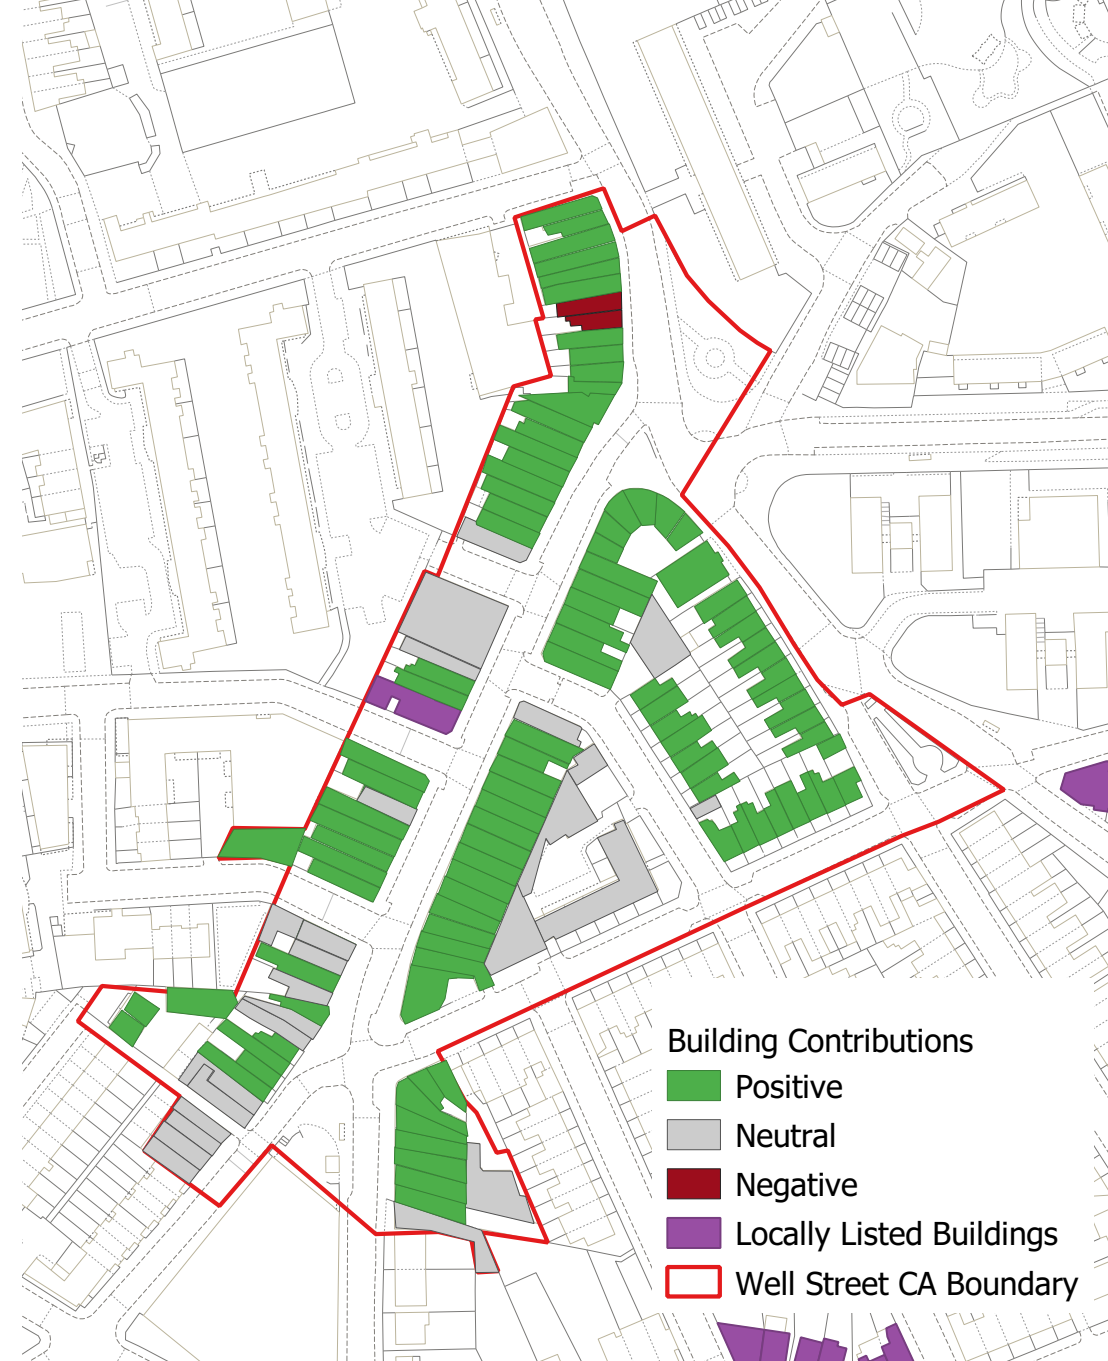 Building Contributions
Positive
Neutral
Negative
Locally Listed Buildings
Well Street CA Boundary